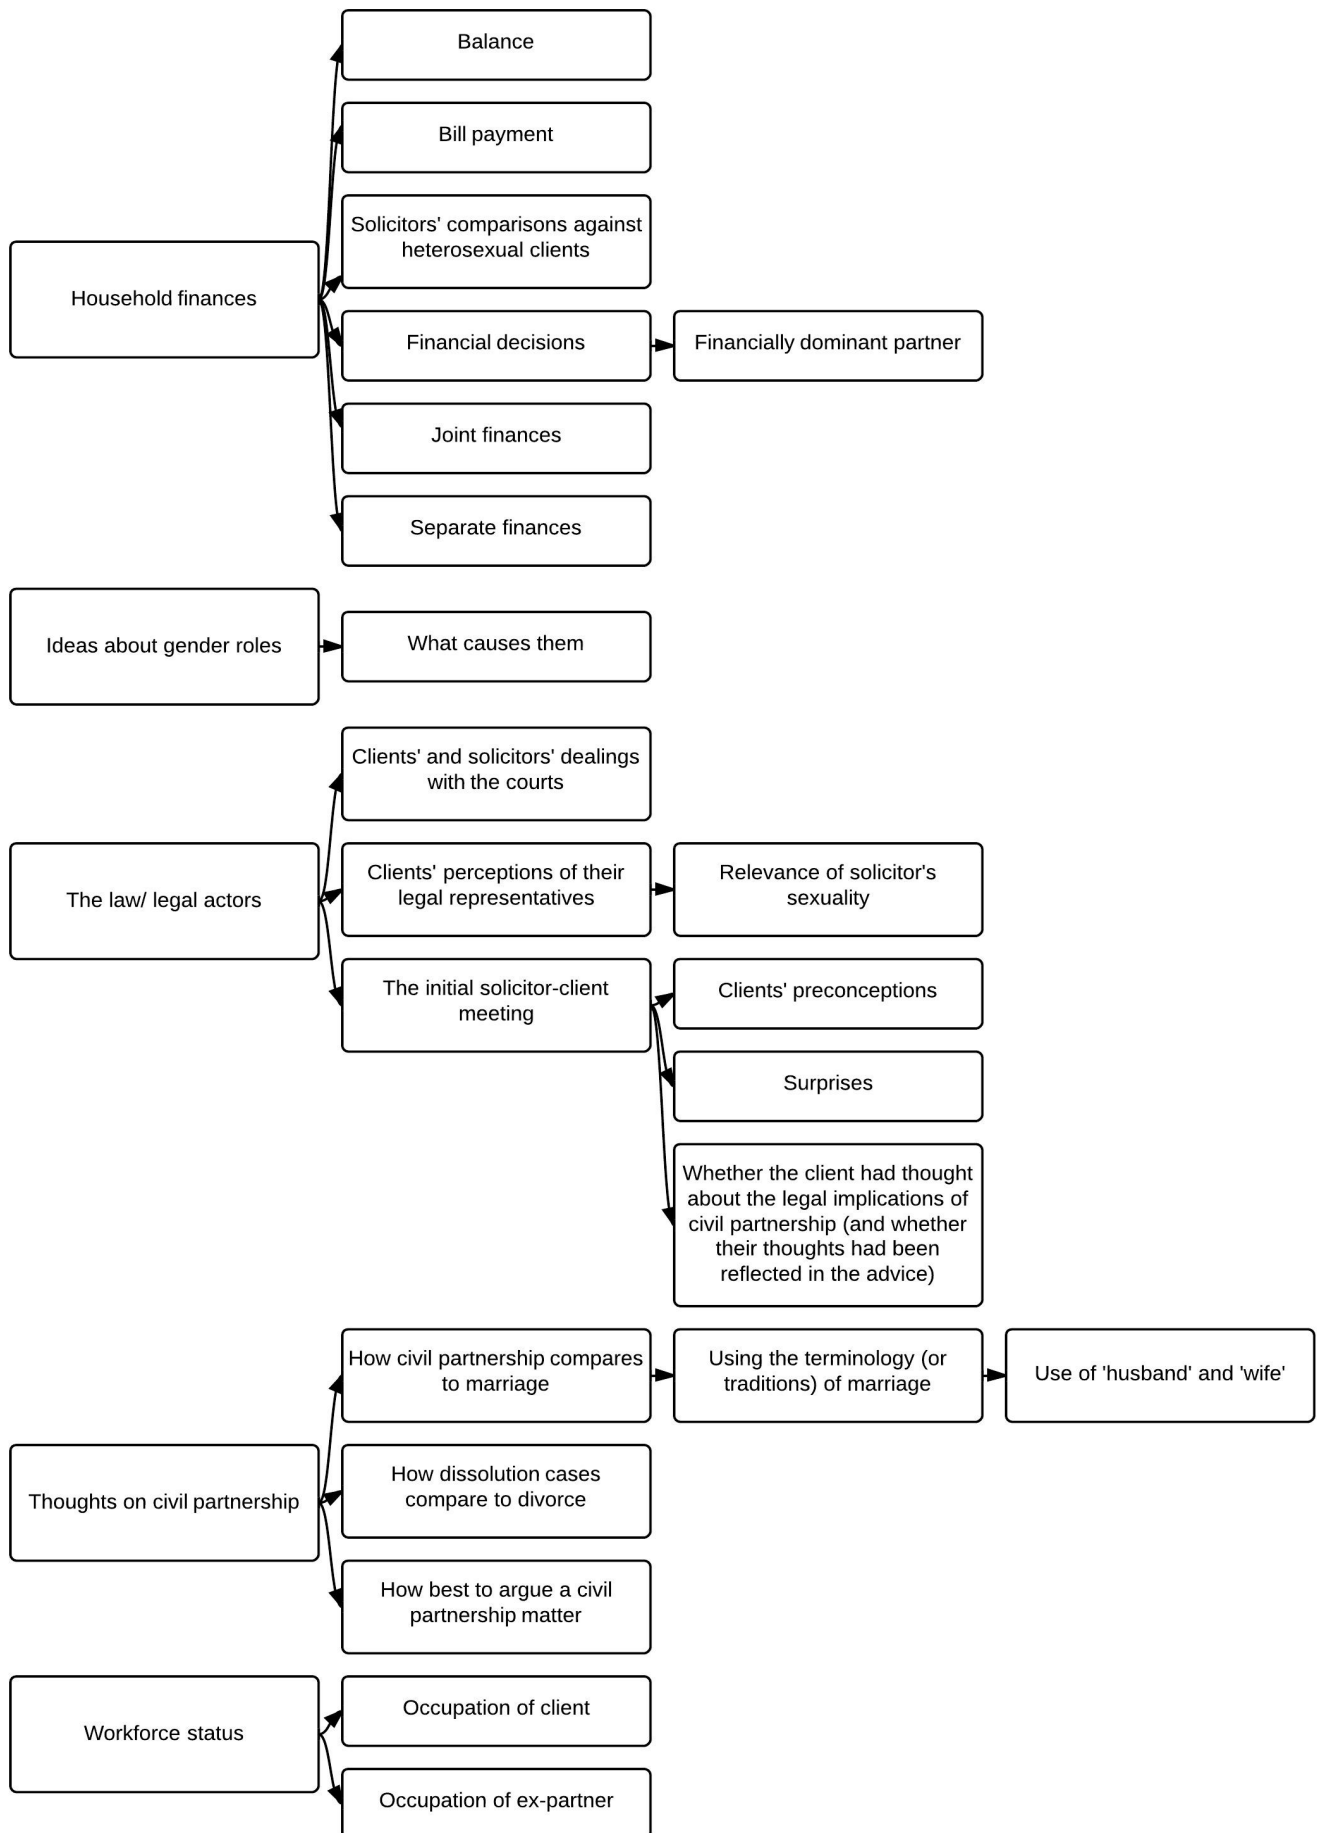 Balance
Bill payment
Solicitors' comparisons against
heterosexual clients
Household finances
Financial decisions
Financially dominant partner
Joint finances
Separate finances
Ideas about gender roles
What causes them
Clients' and solicitors' dealings
with the courts
The law/ legal actors
Clients' perceptions of their
legal representatives
Relevance of solicitor's
sexuality
The initial solicitor-client
meeting
Clients' preconceptions
Surprises
Whether the client had thought
about the legal implications of
civil partnership (and whether
their thoughts had been
reflected in the advice)
How civil partnership compares
to marriage
Using the terminology (or
traditions) of marriage
Use of 'husband' and 'wife'
Thoughts on civil partnership
How dissolution cases
compare to divorce
How best to argue a civil
partnership matter
Workforce status
Occupation of client
Occupation of ex-partner